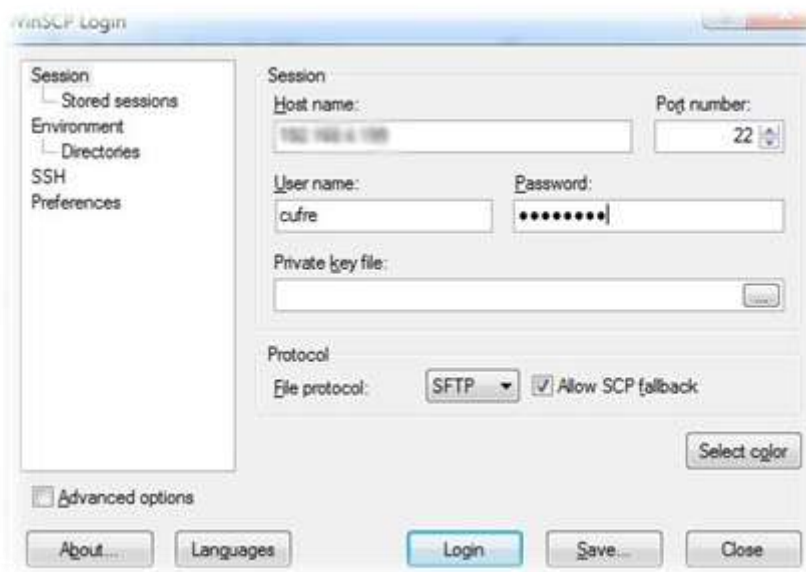 WinSCP Login
Session
Stored sessions
Environment
Directories
SSH
Preferences
Session
Host name:
Port number:
22
User name:
Password:
cufre
••••••••
Private key file:
...
Protocol
File protocol:
SFTP
Allow SCP fallback
Select color
Advanced options
About...
Languages
Login
Save...
Close